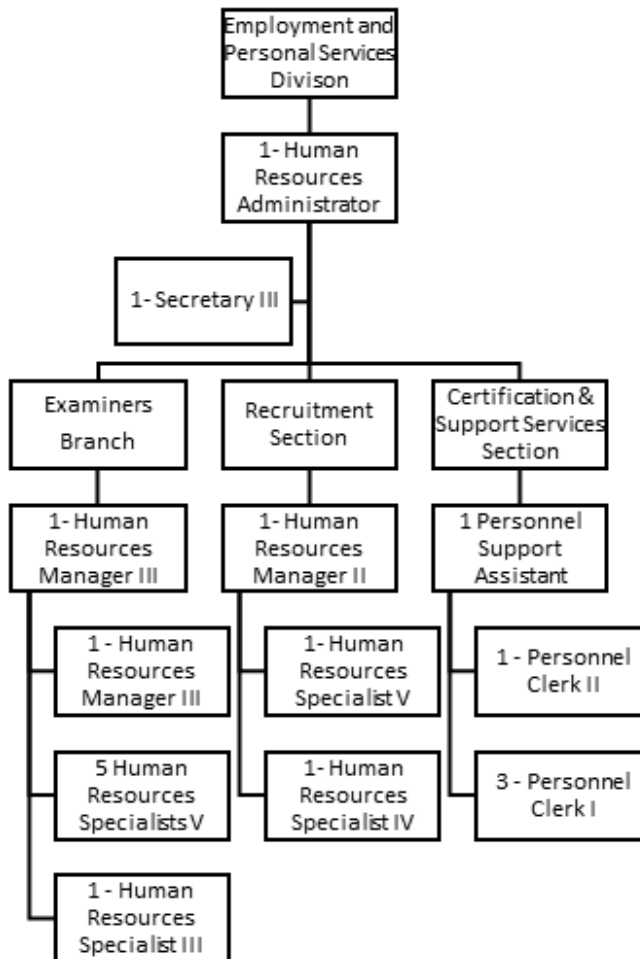 Employment and
Personal Services
Divison
1- Human
Resources
Administrator
1- Secretary III
Examiners
Branch
Recruitment
Section
Certification &
Support Services
Section
1- Human
Resources
Manager III
1- Human
Resources
Manager II
1 Personnel
Support
Assistant
1 - Human
Resources
Manager III
1- Human
Resources
Specialist V
1 - Personnel
Clerk II
5 Human
Resources
Specialists V
1- Human
Resources
Specialist IV
3 - Personnel
Clerk I
1 - Human
Resources
Specialist III